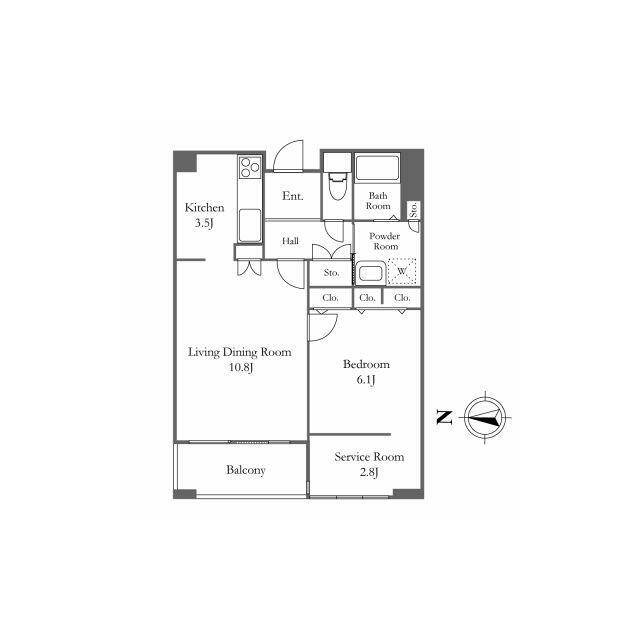 Kitchen
3.5J
Ent.
Bath
Room
Sto.
Hall
Powder
Room
Sto.
W
Clo.
Clo.
Clo.
Living Dining Room
10.8J
Bedroom
6.1J
N
Balcony
Service Room
2.8J